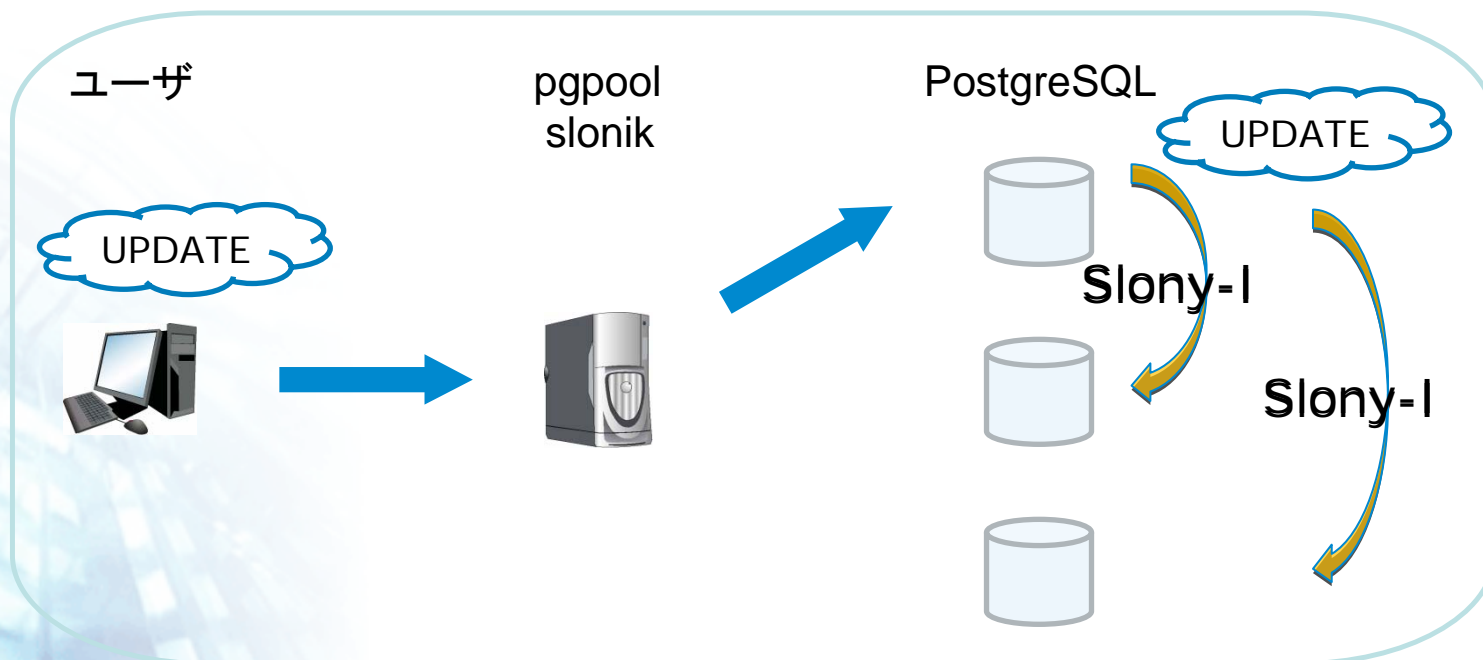 ユーザ
pgpool
slonik
PostgreSQL
UPDATE
UPDATE
Slony-I
Slony-I